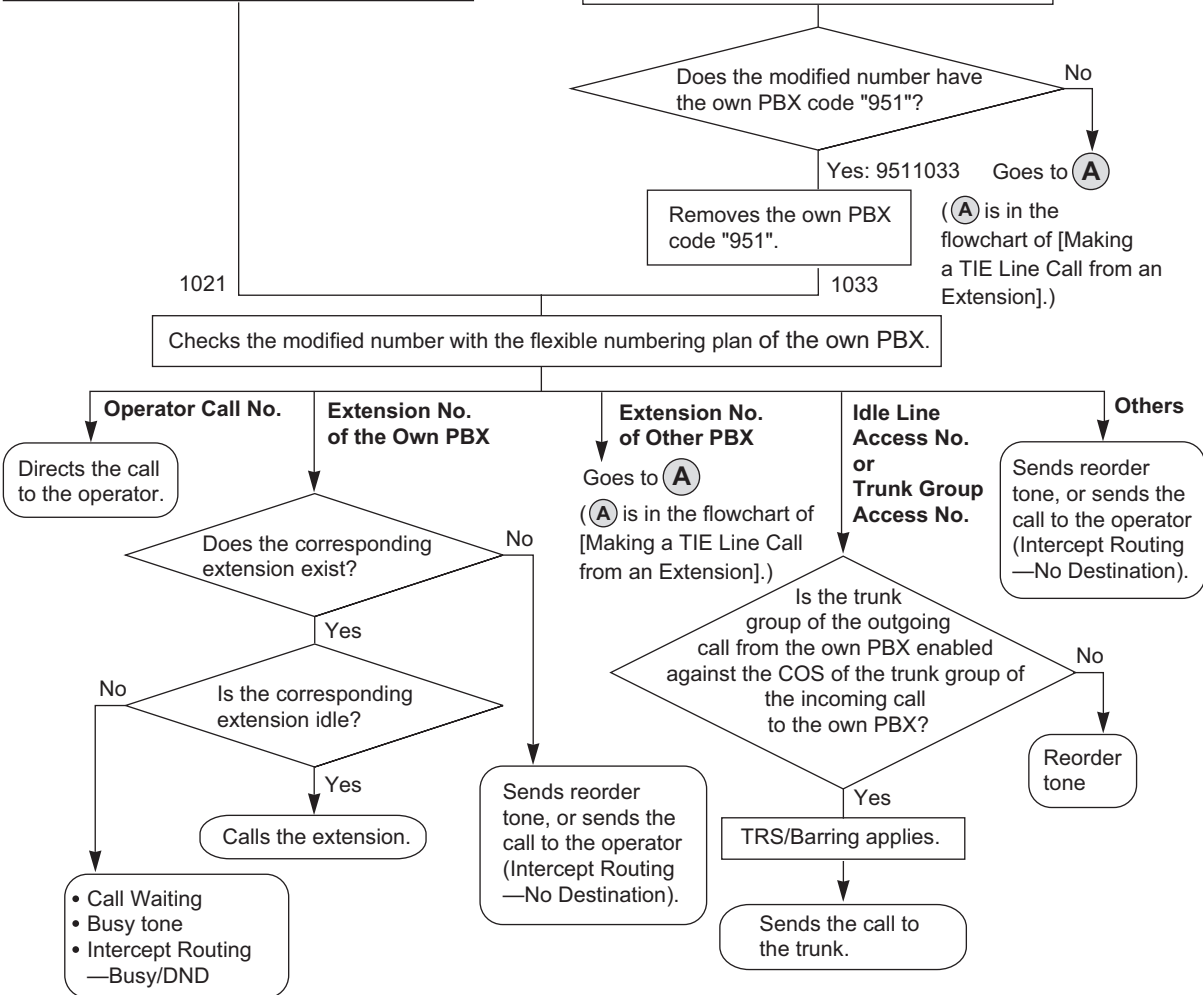 Does the modified number have
the own PBX code "951"?
No
Yes: 9511033
Goes to A
Removes the own PBX
code "951".
(A is in the
flowchart of [Making
a TIE Line Call from an
Extension].)
1021
1033
Checks the modified number with the flexible numbering plan of the own PBX.
Operator Call No.
Directs the call
to the operator.
Extension No.
of the Own PBX
Does the corresponding
extension exist?
No
Yes
Is the corresponding
extension idle?
No
Yes
Calls the extension.
• Call Waiting
• Busy tone
• Intercept Routing
—Busy/DND
Sends reorder
tone, or sends the
call to the operator
(Intercept Routing
—No Destination).
Extension No.
of Other PBX
Goes to A
(A is in the flowchart of
[Making a TIE Line Call
from an Extension].)
Idle Line
Access No.
or
Trunk Group
Access No.
Is the trunk
group of the outgoing
call from the own PBX enabled
against the COS of the trunk group of
the incoming call
to the own PBX?
No
Reorder
tone
Yes
TRS/Barring applies.
Sends the call to
the trunk.
Others
Sends reorder
tone, or sends the
call to the operator
(Intercept Routing
—No Destination).